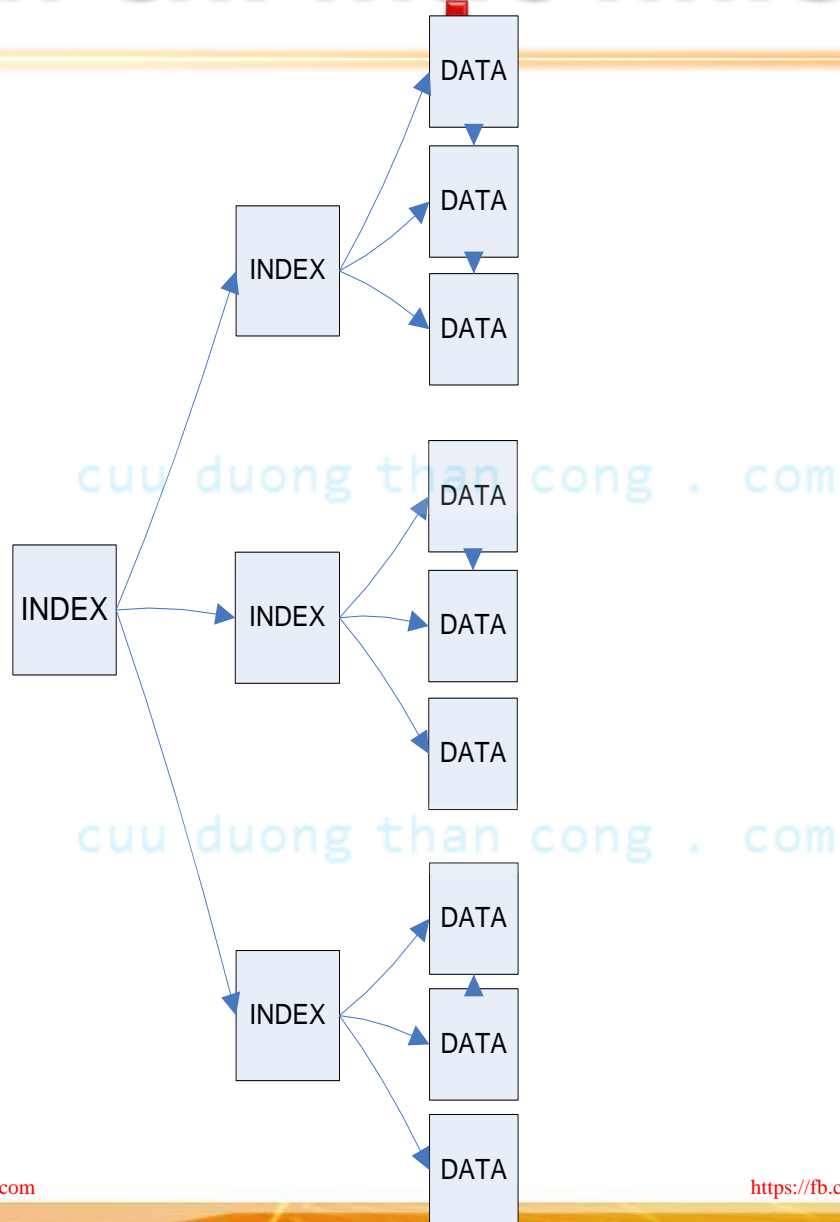 DATA
DATA
INDEX
DATA
cuu duong than cong . com
DATA
INDEX
INDEX
DATA
DATA
cuu duong than cong . com
DATA
INDEX
DATA
DATA
com
https://fb.c